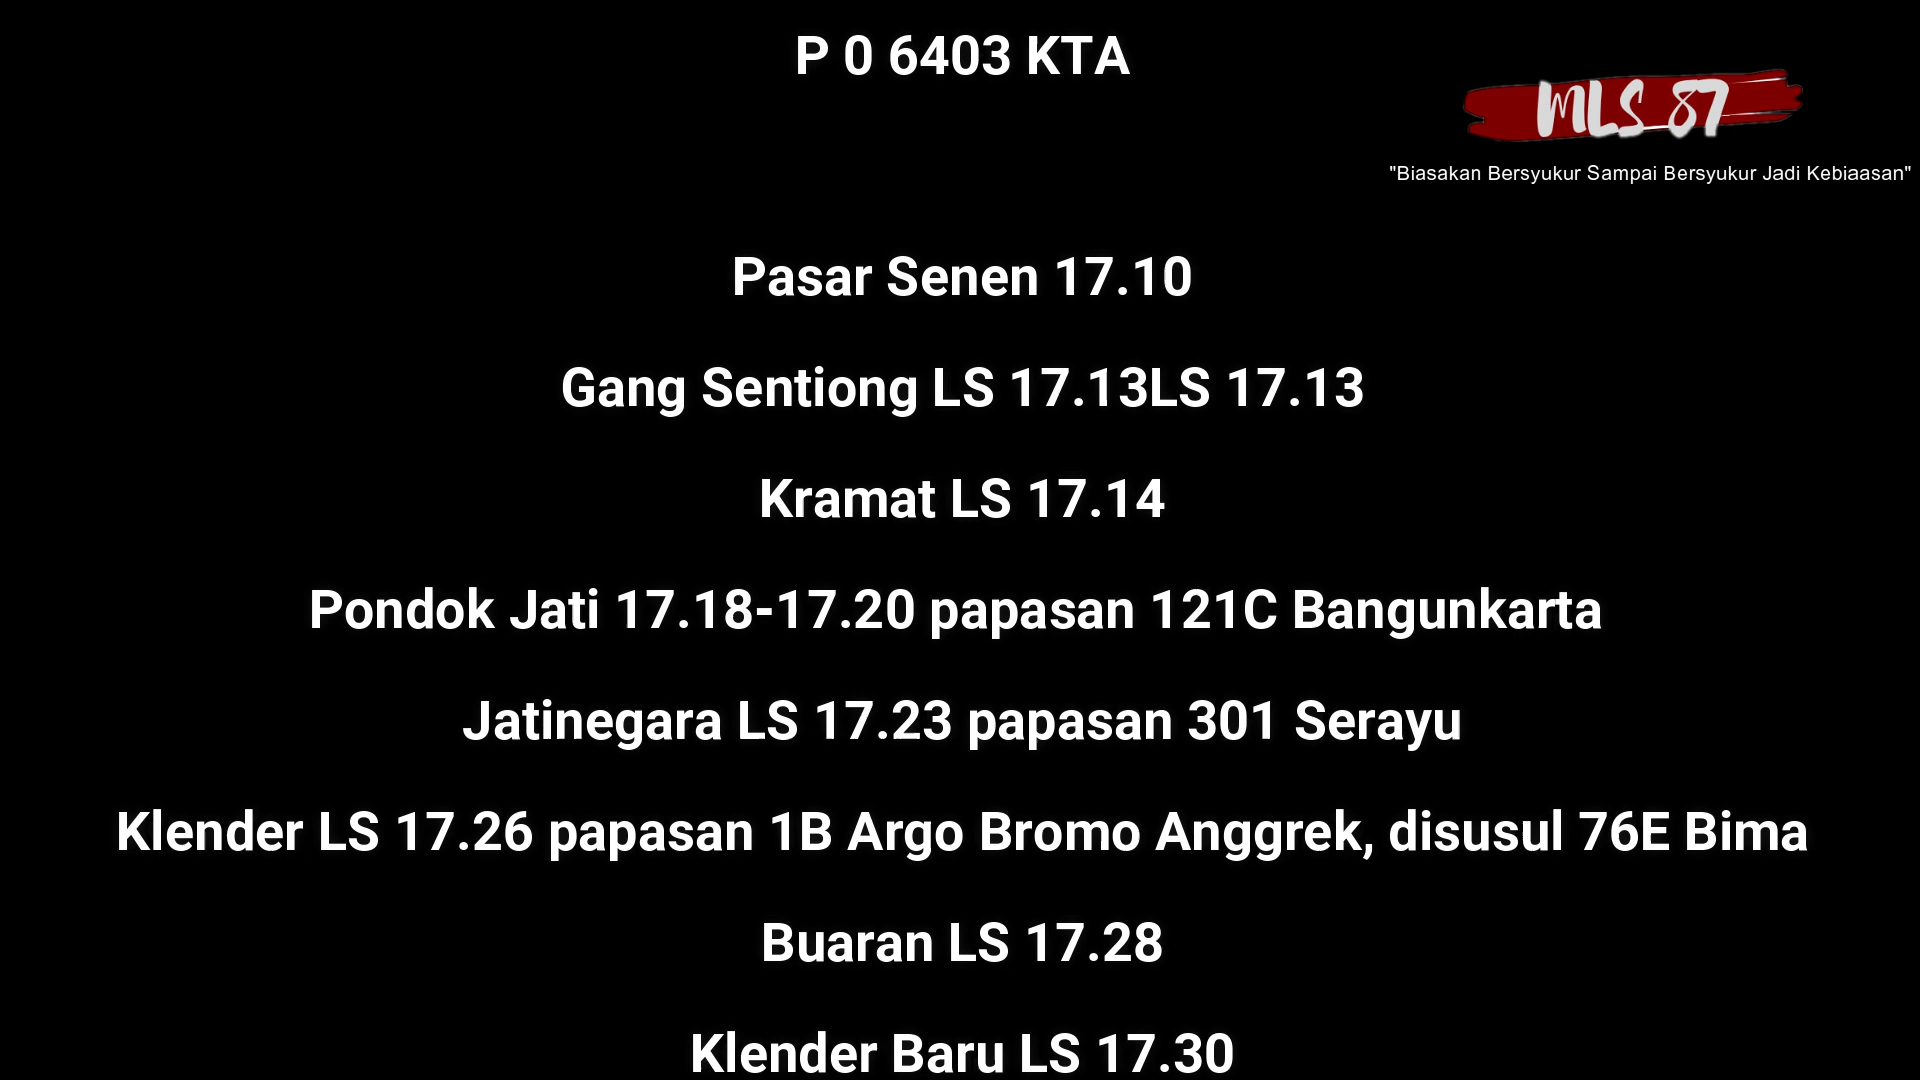 P 0 6403 KTA
MLS 87
"Biasakan Bersyukur Sampai Bersyukur Jadi Kebiaasan"
Pasar Senen 17.10
Gang Sentiong LS 17.13LS 17.13
Kramat LS 17.14
Pondok Jati 17.18-17.20 papasan 121C Bangunkarta
Jatinegara LS 17.23 papasan 301 Serayu
Klender LS 17.26 papasan 1B Argo Bromo Anggrek, disusul 76E Bima
Buaran LS 17.28
Klender Baru LS 17.30